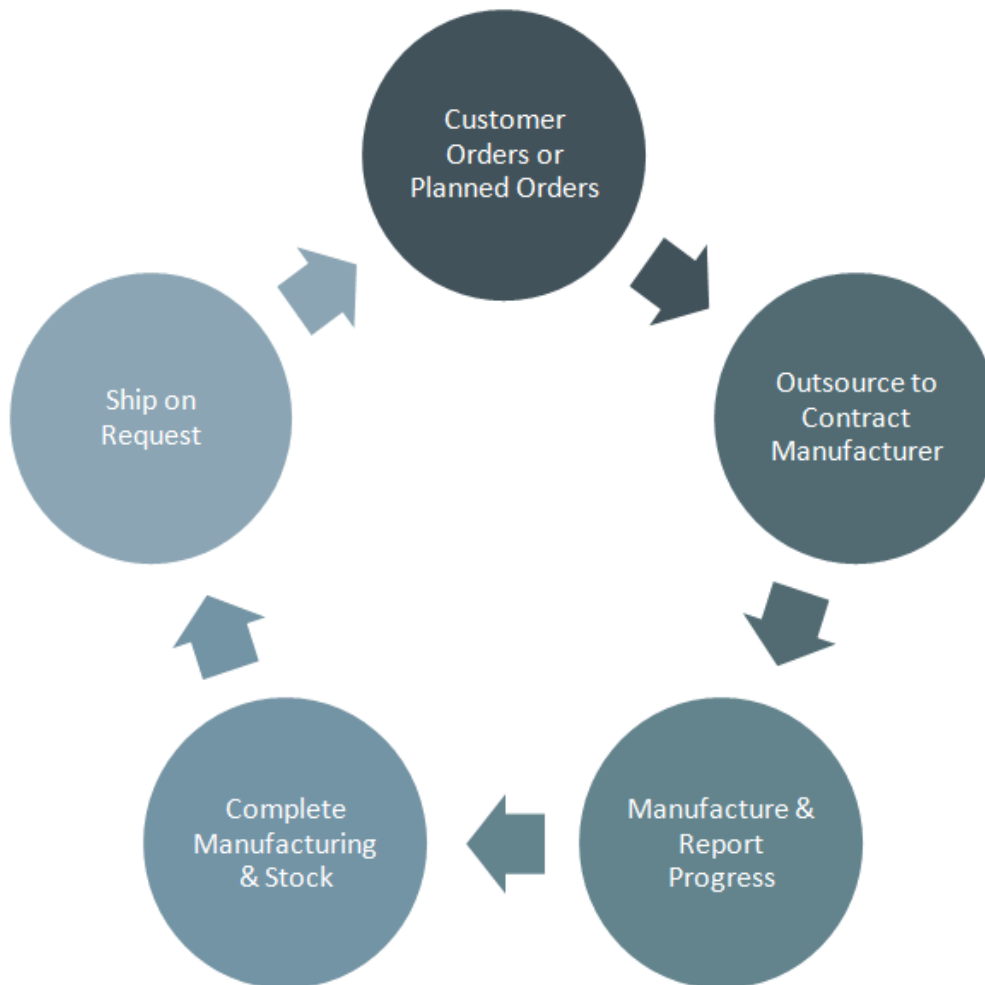 Customer
Orders or
Planned Orders
Outsource to
Contract
Manufacturer
Manufacture &
Report
Progress
Complete
Manufacturing
& Stock
Ship on
Request